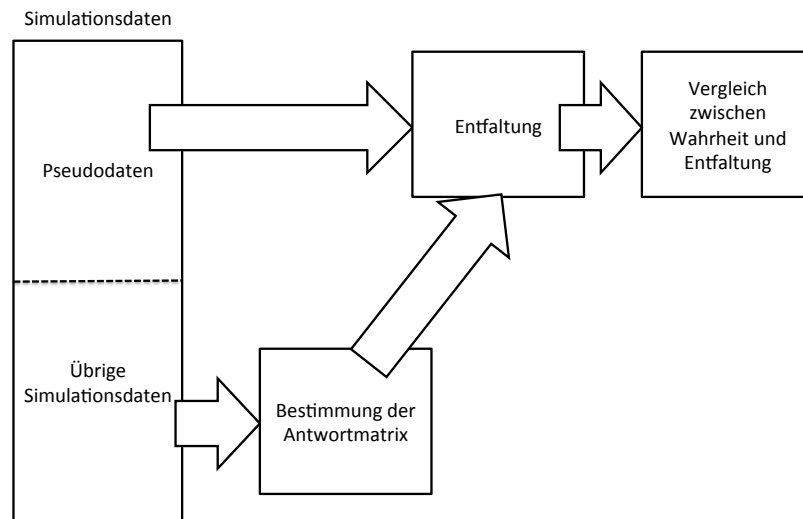 Simulationsdaten
Pseudodaten
Entfaltung
Vergleich
zwischen
Wahrheit und
Entfaltung
Übrige
Simulationsdaten
Bestimmung der
Antwortmatrix